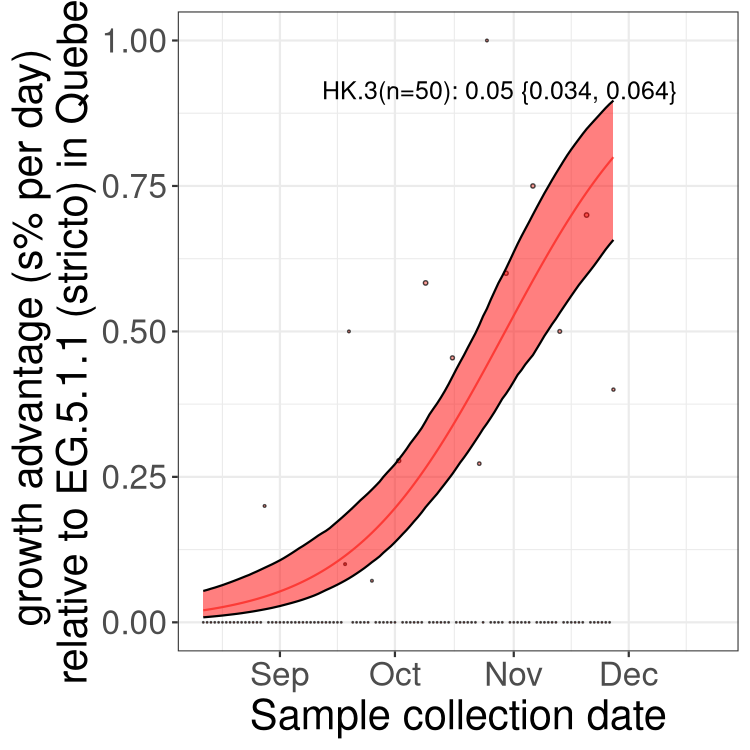 growth advantage (s% per day)
relative to EG.5.1.1 (stricto) in Quebe
1.00
0.75
0.50
0.25
0.00
HK.3(n=50): 0.05 {0.034, 0.064}
Sep Oct Nov Dec
Sample collection date